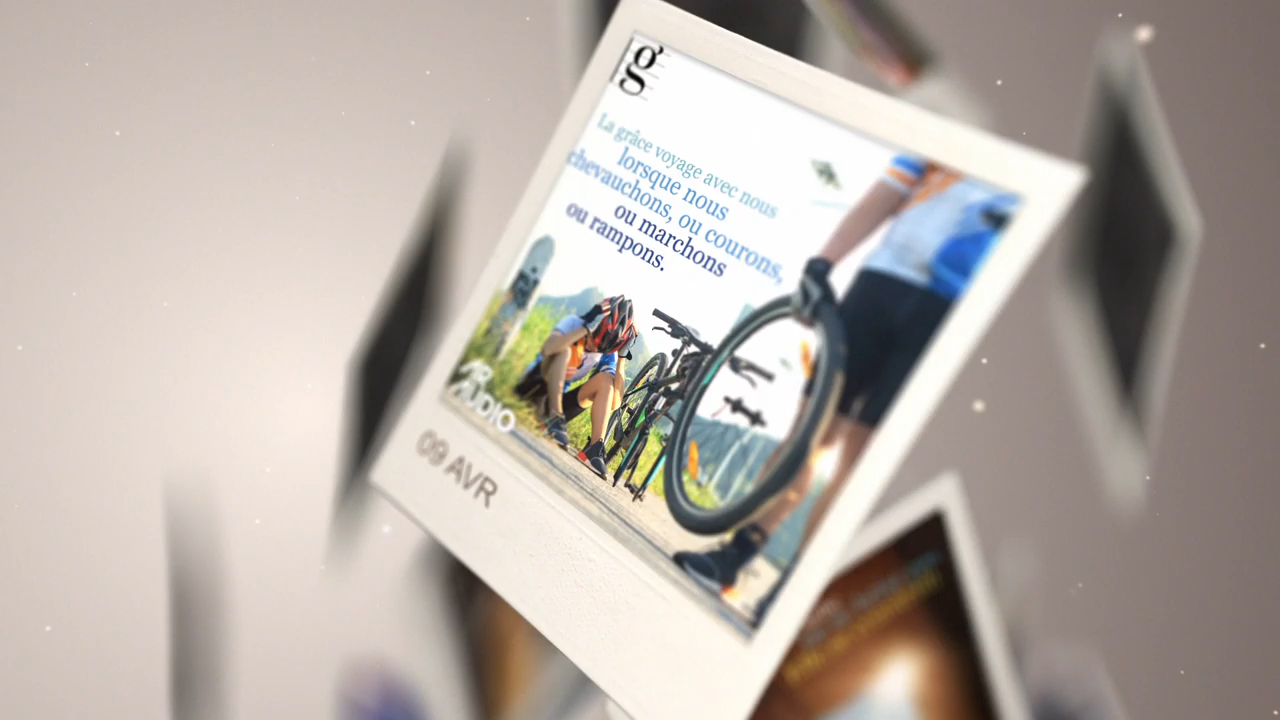 g
La grâce voyage avec nous
lorsque nous
chevauchons, ou courons,
ou marchons
ou rampons.
AUDIO
09 AVR